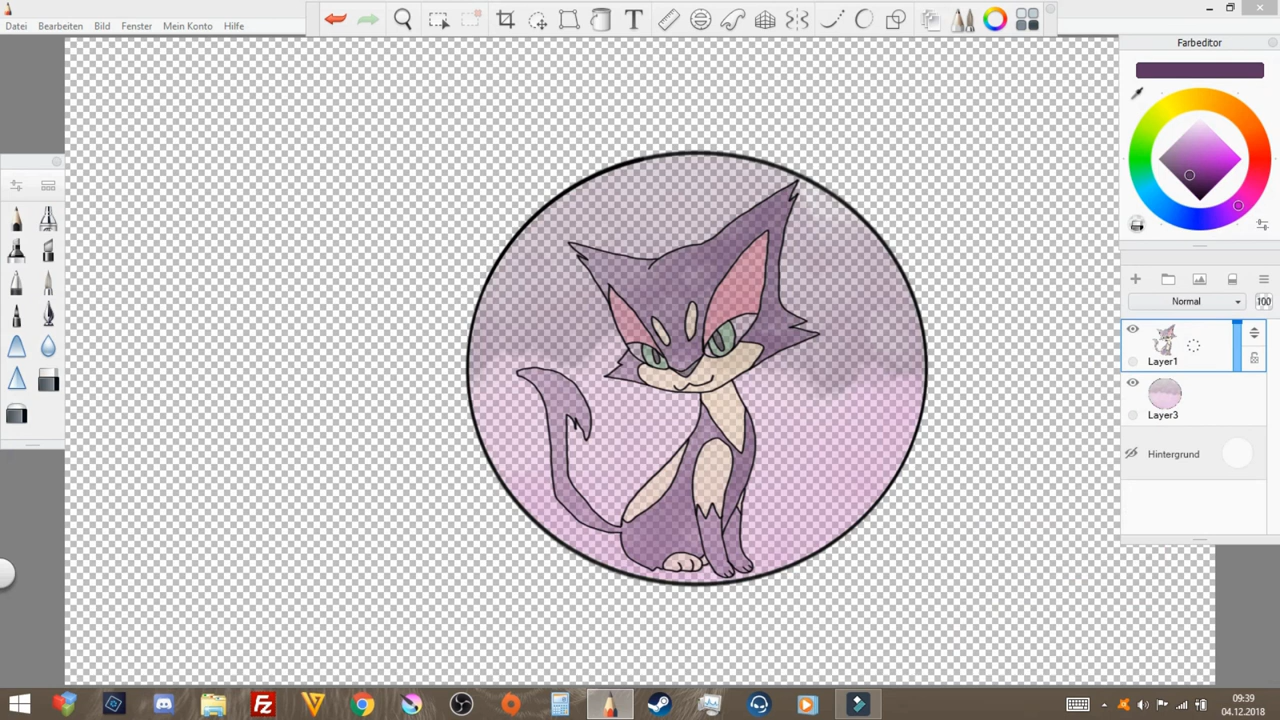 Datei Bearbeiten Bild Fenster Mein Konto Hilfe
Farbeditor
Normal 100
Layer1
Layer3
Hintergrund
09:39
04.12.2018